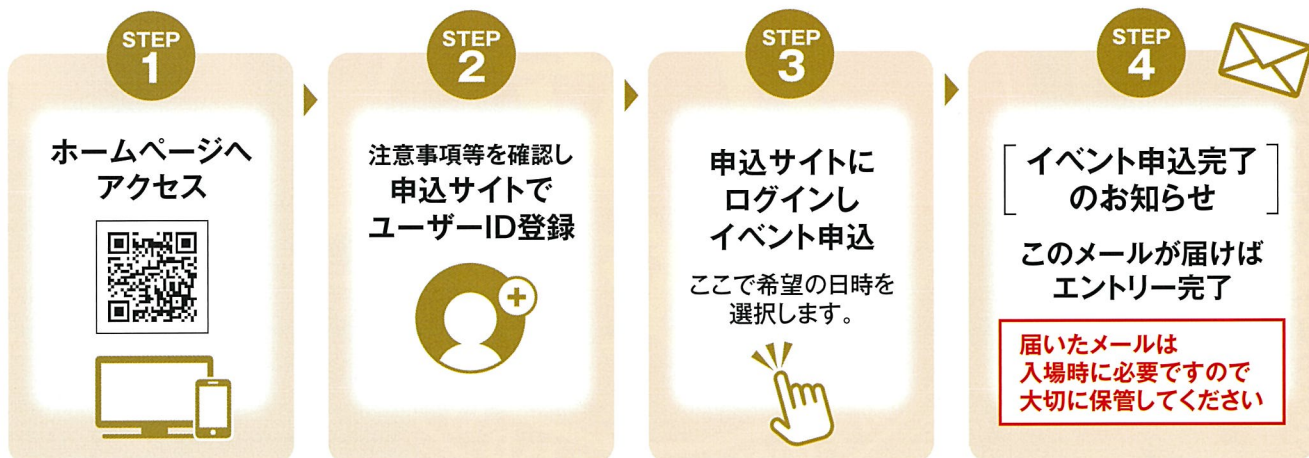 STEP
1
ホームページへ
アクセス
STEP
2
注意事項等を確認し
申込サイトで
ユーザーID登録
STEP
3
申込サイトに
ログインし
イベント申込
ここで希望の日時を
選択します。
STEP
4
イベント申込完了
のお知らせ
このメールが届けば
エントリー完了
届いたメールは
入場時に必要ですので
大切に保管してください